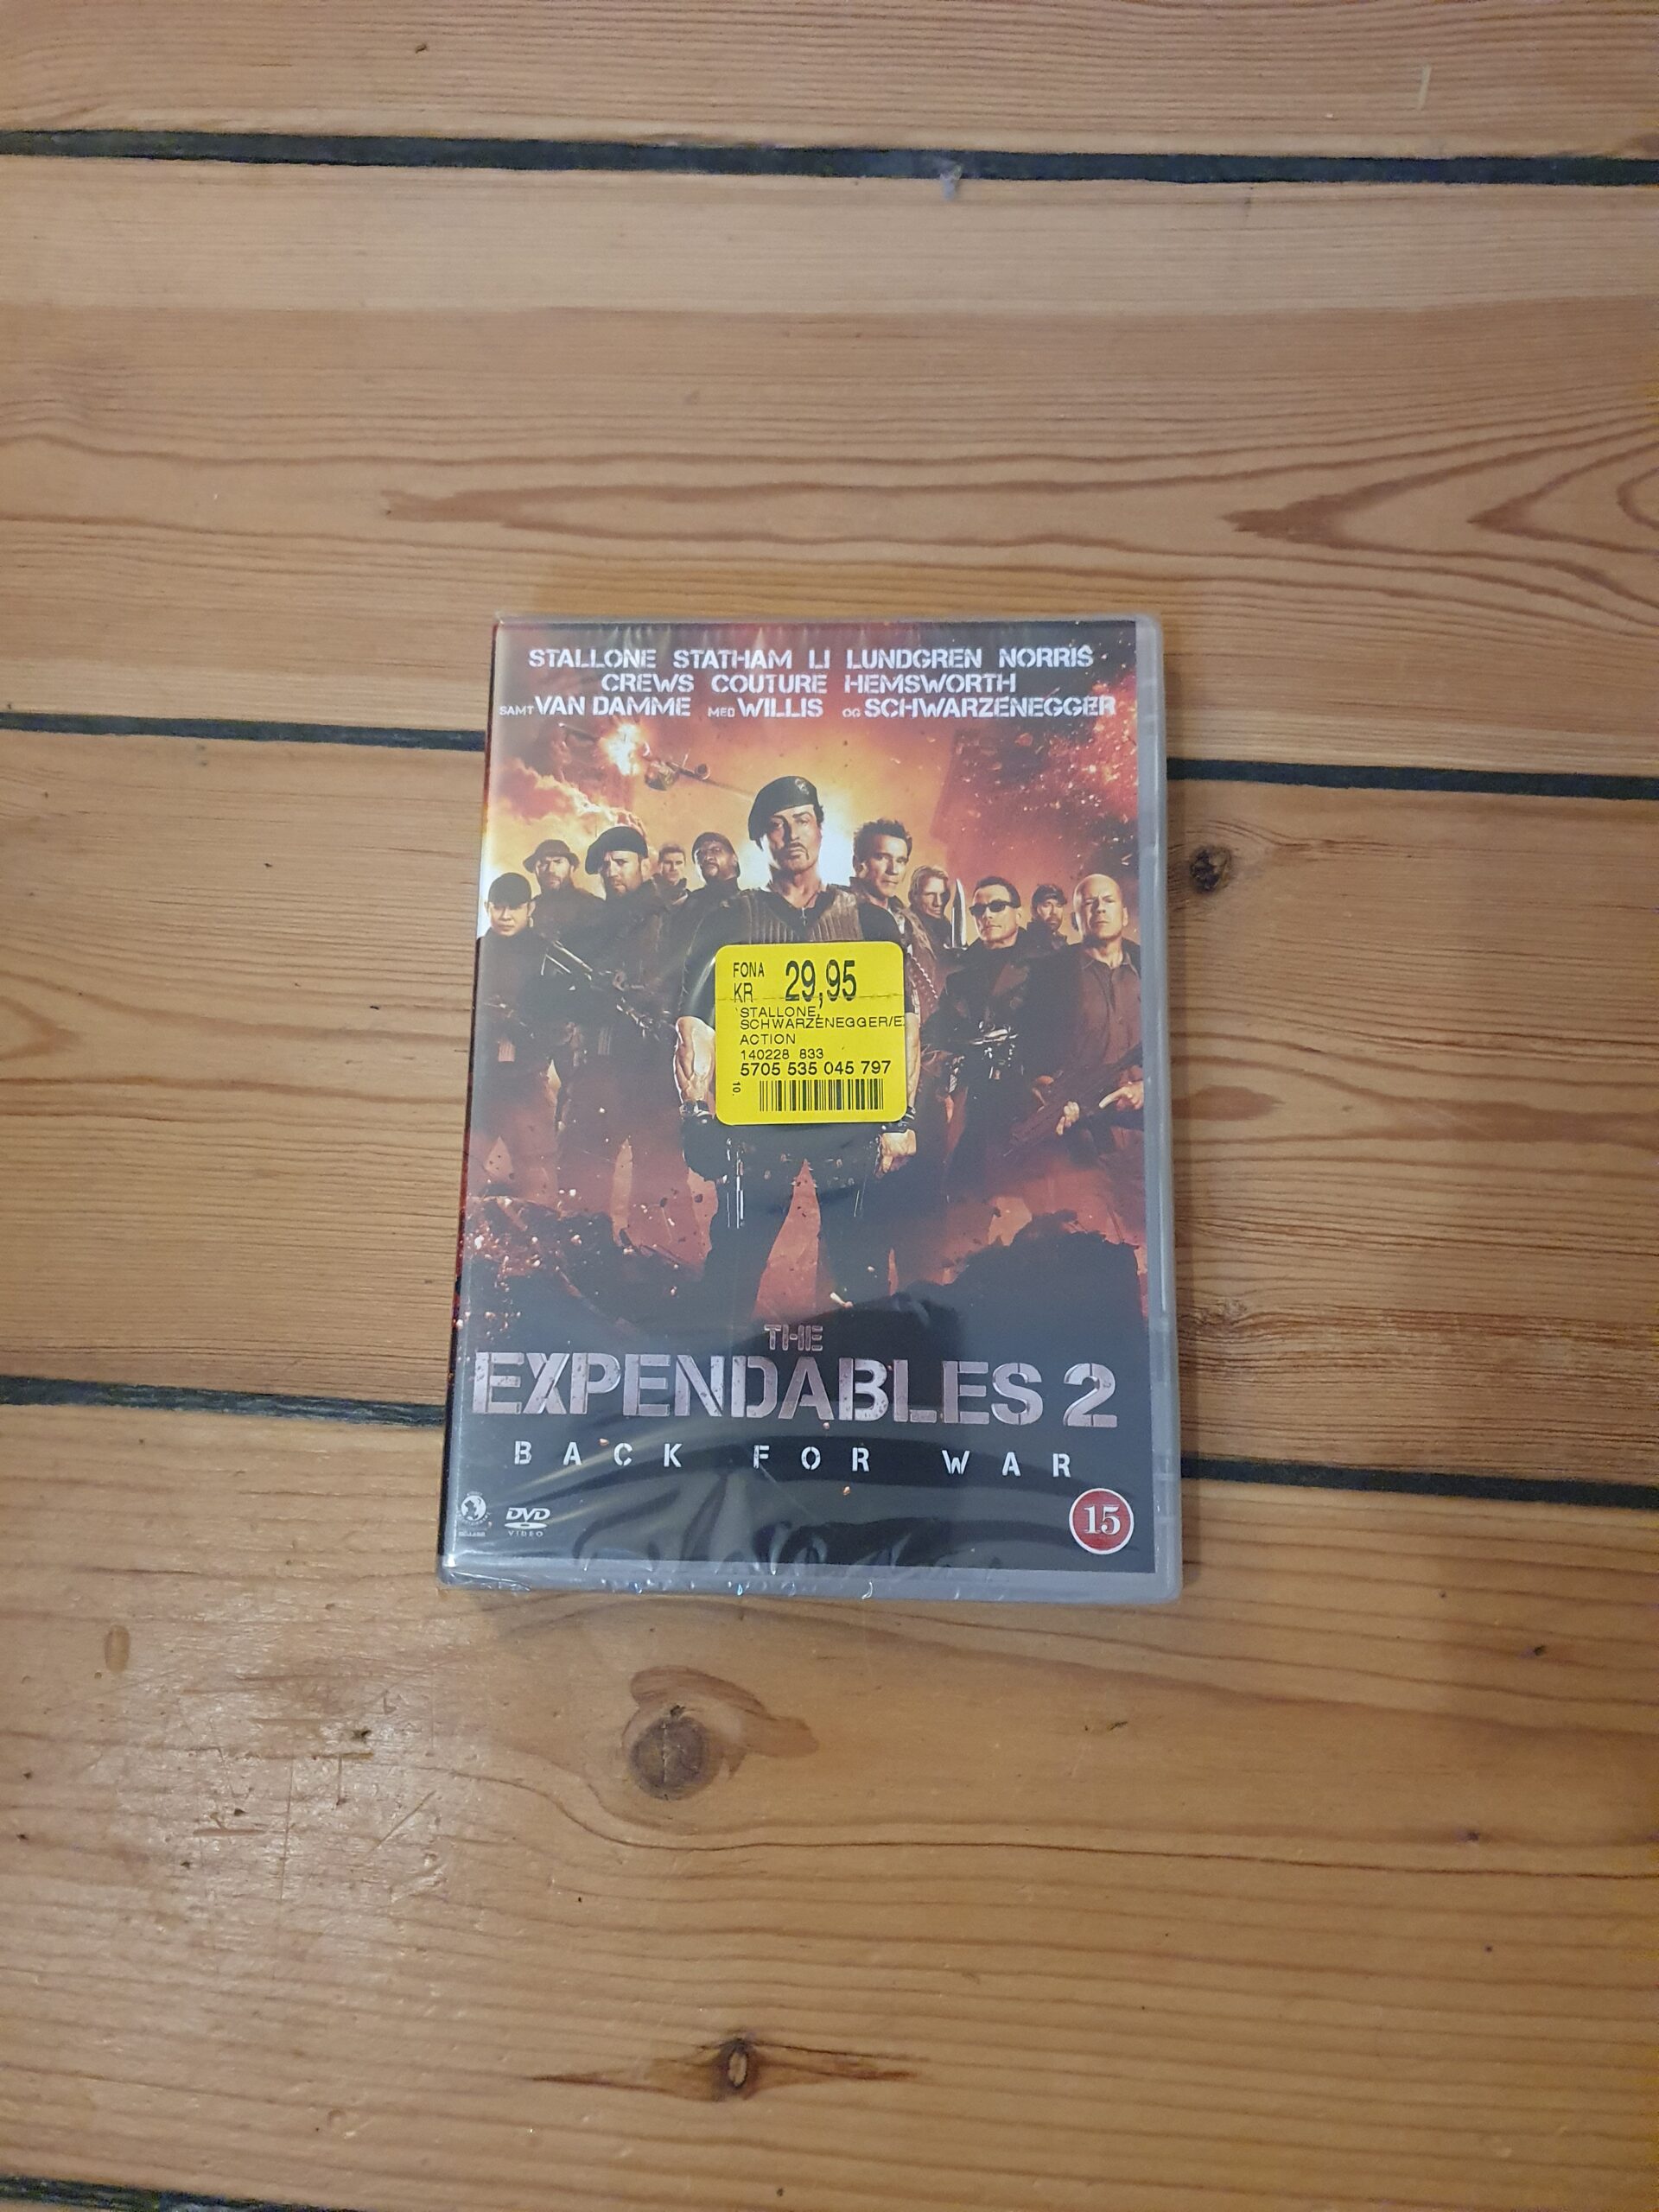 STALLONE STATHAM LI LUNDGREN NORRIS
CREWS COUTURE HEMSWORTH
SAMT VAN DAMME MED WILLIS OG SCHWARZENEGGER
FONA
KR 29,95
STALLONE,
SCHWARZENEGGER/E
ACTION
140228 833
5705 535 045 797
10.
THE
EXPENDABLES 2
BACK FOR WAR
DVD
VIDEO
15